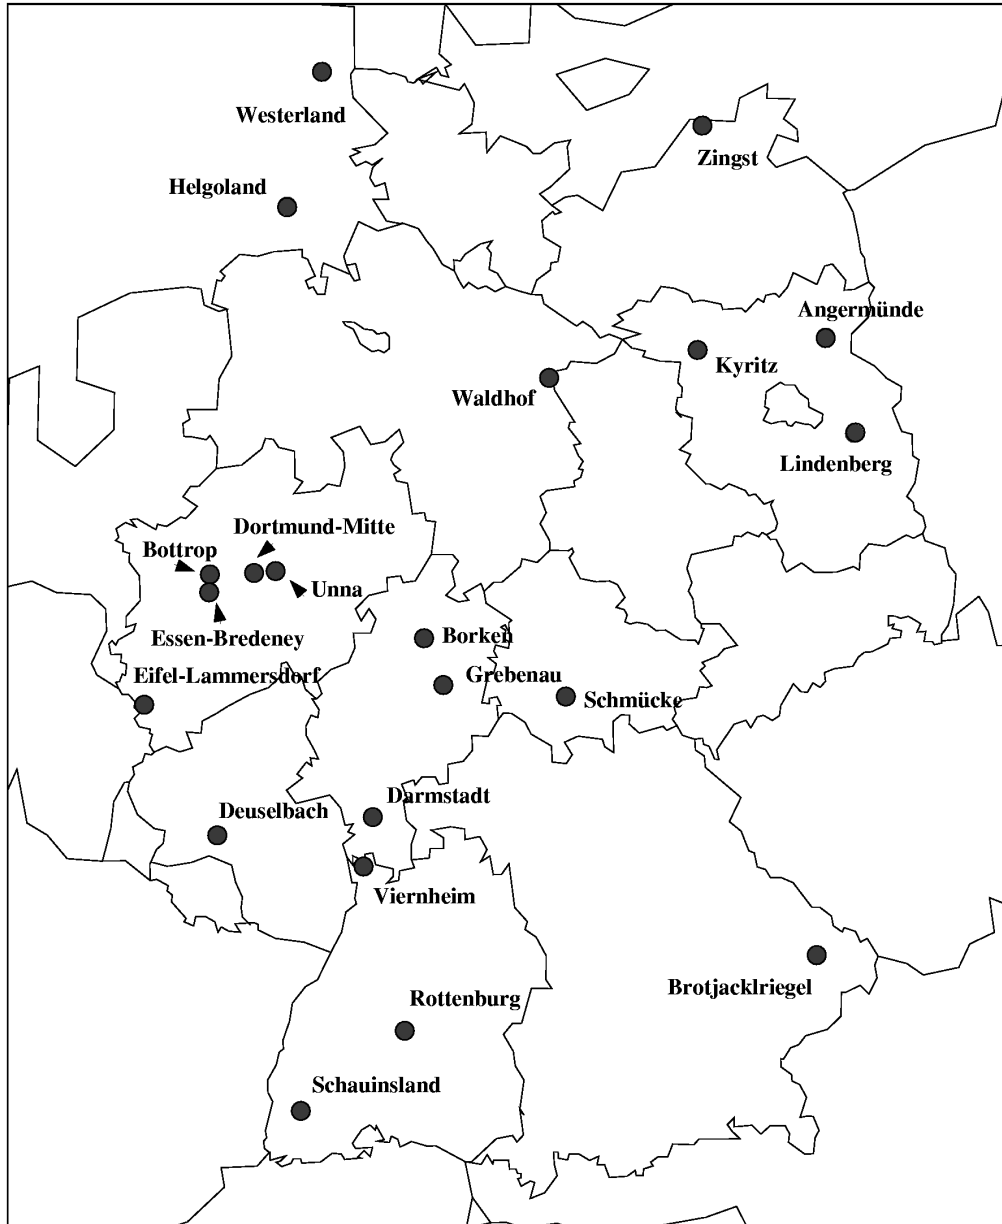 Westerland
Zingst
Helgoland
Angermünde
Kyritz
Waldhof
Lindenberg
Dortmund-Mitte
Bottrop
Unna
Essen-Bredeney
Borken
Eifel-Lammersdorf
Grebenau
Schmücke
Darmstadt
Deuselbach
Viernheim
Brotjacklriegel
Rottenburg
Schauinsland